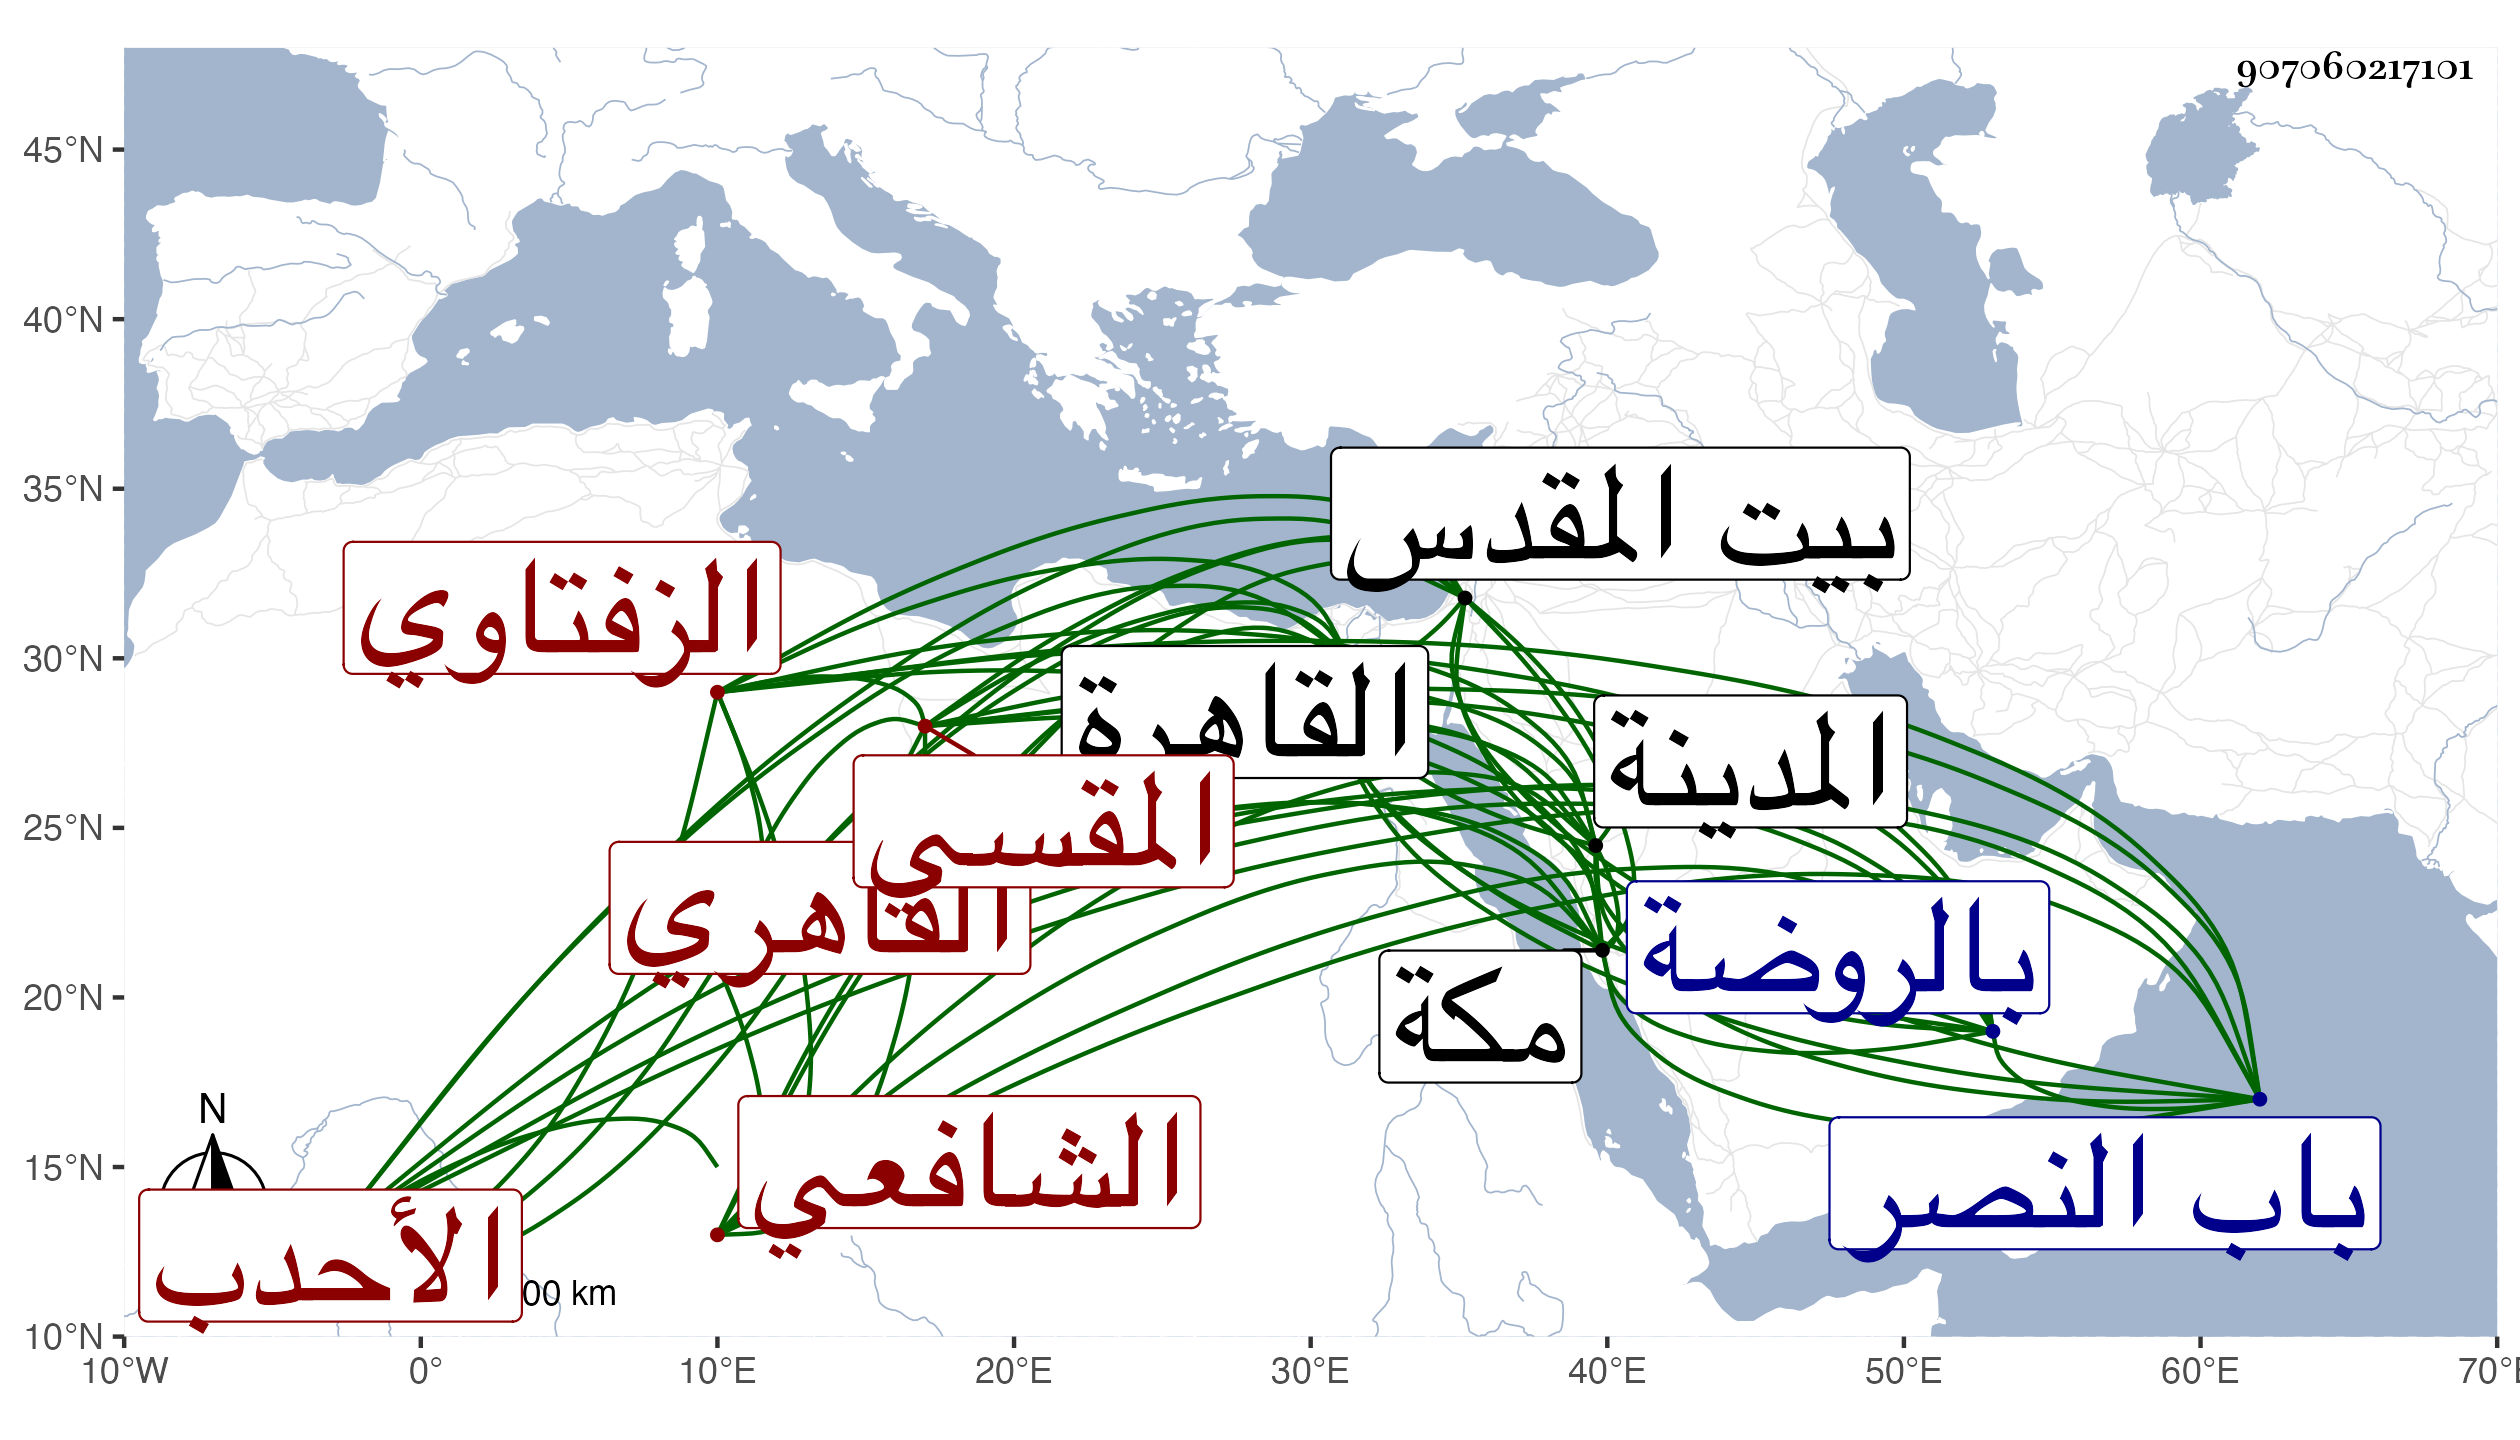 907060217101
45°N
40°N
35°N
30°N
25°N
20°N
15°N
10°N
10°W
0°
10°E
20°E
30°E
40°E
50°E
60°E
70°E
بيت المقدس
الزفتاوي
القاهرة
المدينة
المقسي
القاهري
بالروضة
مكة
الشافعي
باب النصر
الأحدب
N
00 km